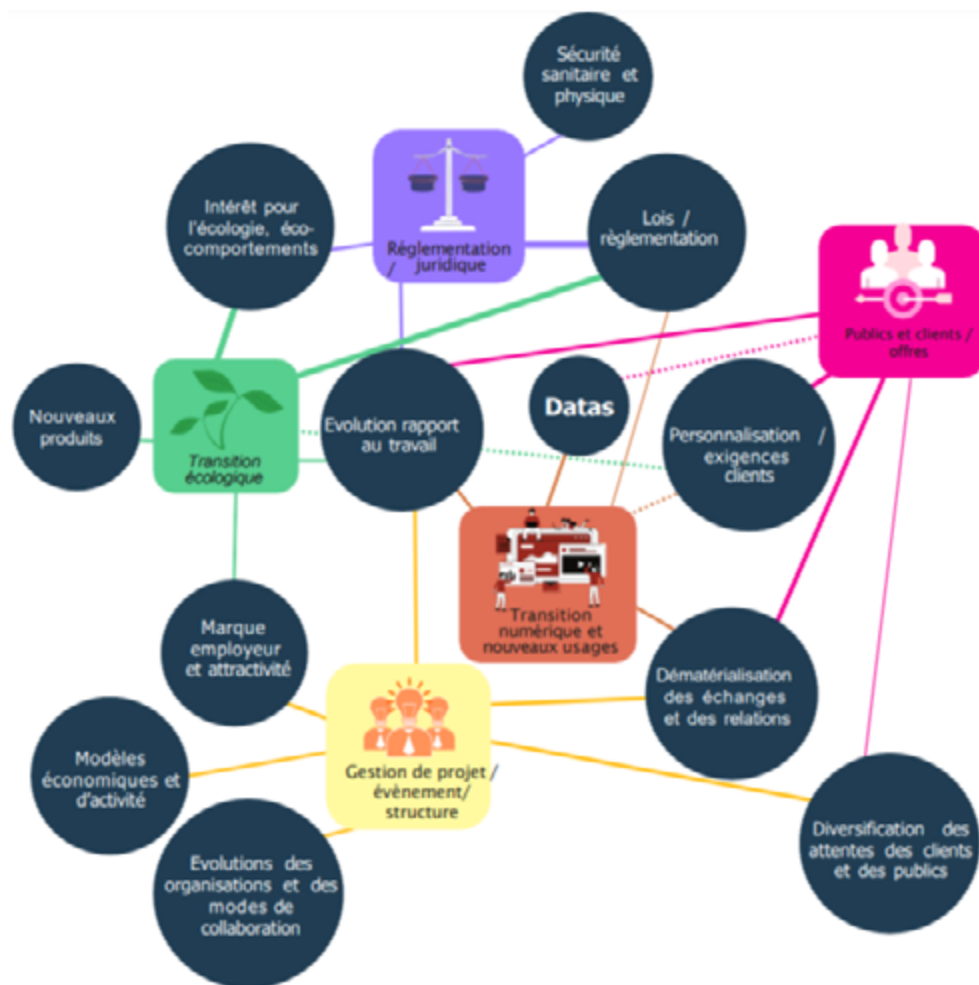 Sécurité
sanitaire et
physique
Intérêt pour
l'écologie, éco-
comportements
Règlementation
/ juridique
Lois /
règlementation
Publics et clients /
offres
Nouveaux
produits
Transition
écologique
Evolution rapport
au travail
Datas
Personnalisation /
exigences
clients
Transition
numérique et
nouveaux usages
Marque
employeur
et attractivité
Dématérialisation
des échanges
et des relations
Modèles
économiques et
d'activité
Gestion de projet /
évènement/
structure
Evolutions des
organisations et des
modes de
collaboration
Diversification des
attentes des clients
et des publics